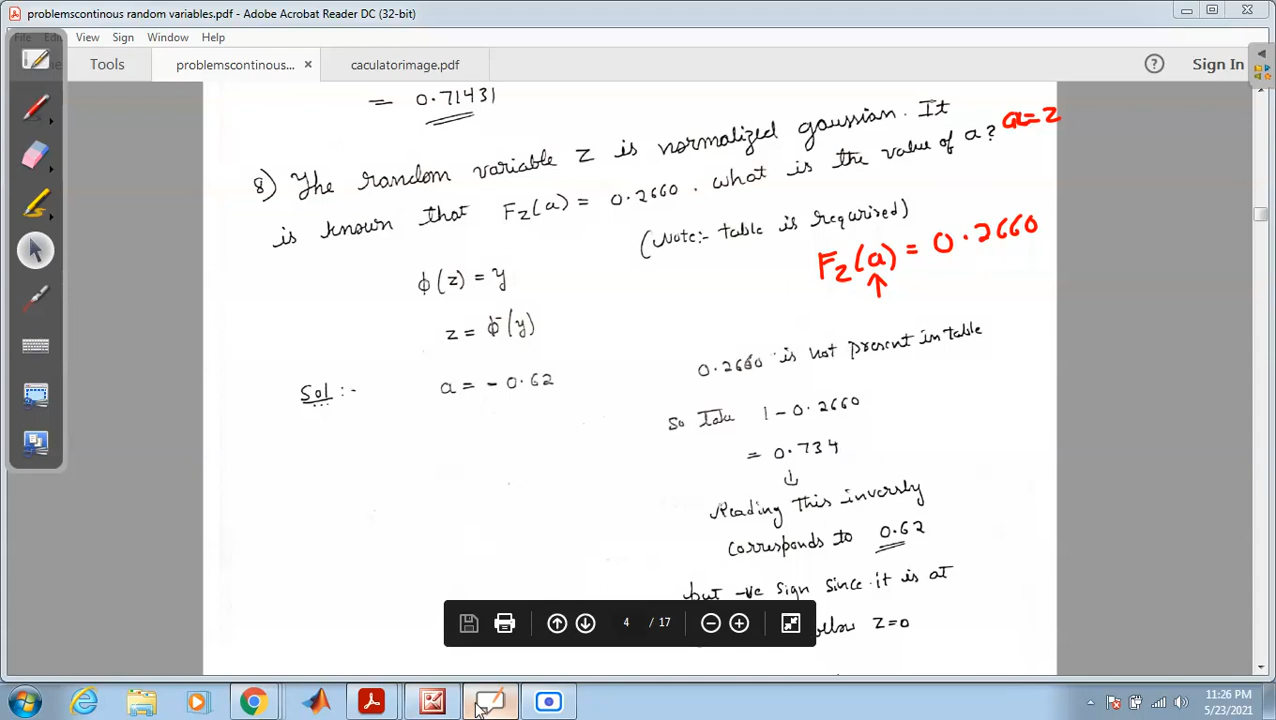 problemscontinous random variables.pdf - Adobe Acrobat Reader DC (32-bit)
View Sign Window Help
Tools problemscontinous... × caculatorimage.pdf Sign In
= 0.71431
8) The random variable z is normalized gaussian. It a=z
is known that Fz(a) = 0.2660. what is the value of a?
(Note:- table is requrised)
Fz(a) = 0.2660
ϕ(z) = y
z = ϕ⁻(y)
0.2660 is not present in table
Sol :- a = - 0.62
So Take 1 - 0.2660
= 0.734
Reading this inversly
corresponds to 0.62
but -ve sign since it is at
z=0
4 / 17
11:26 PM
5/23/2021